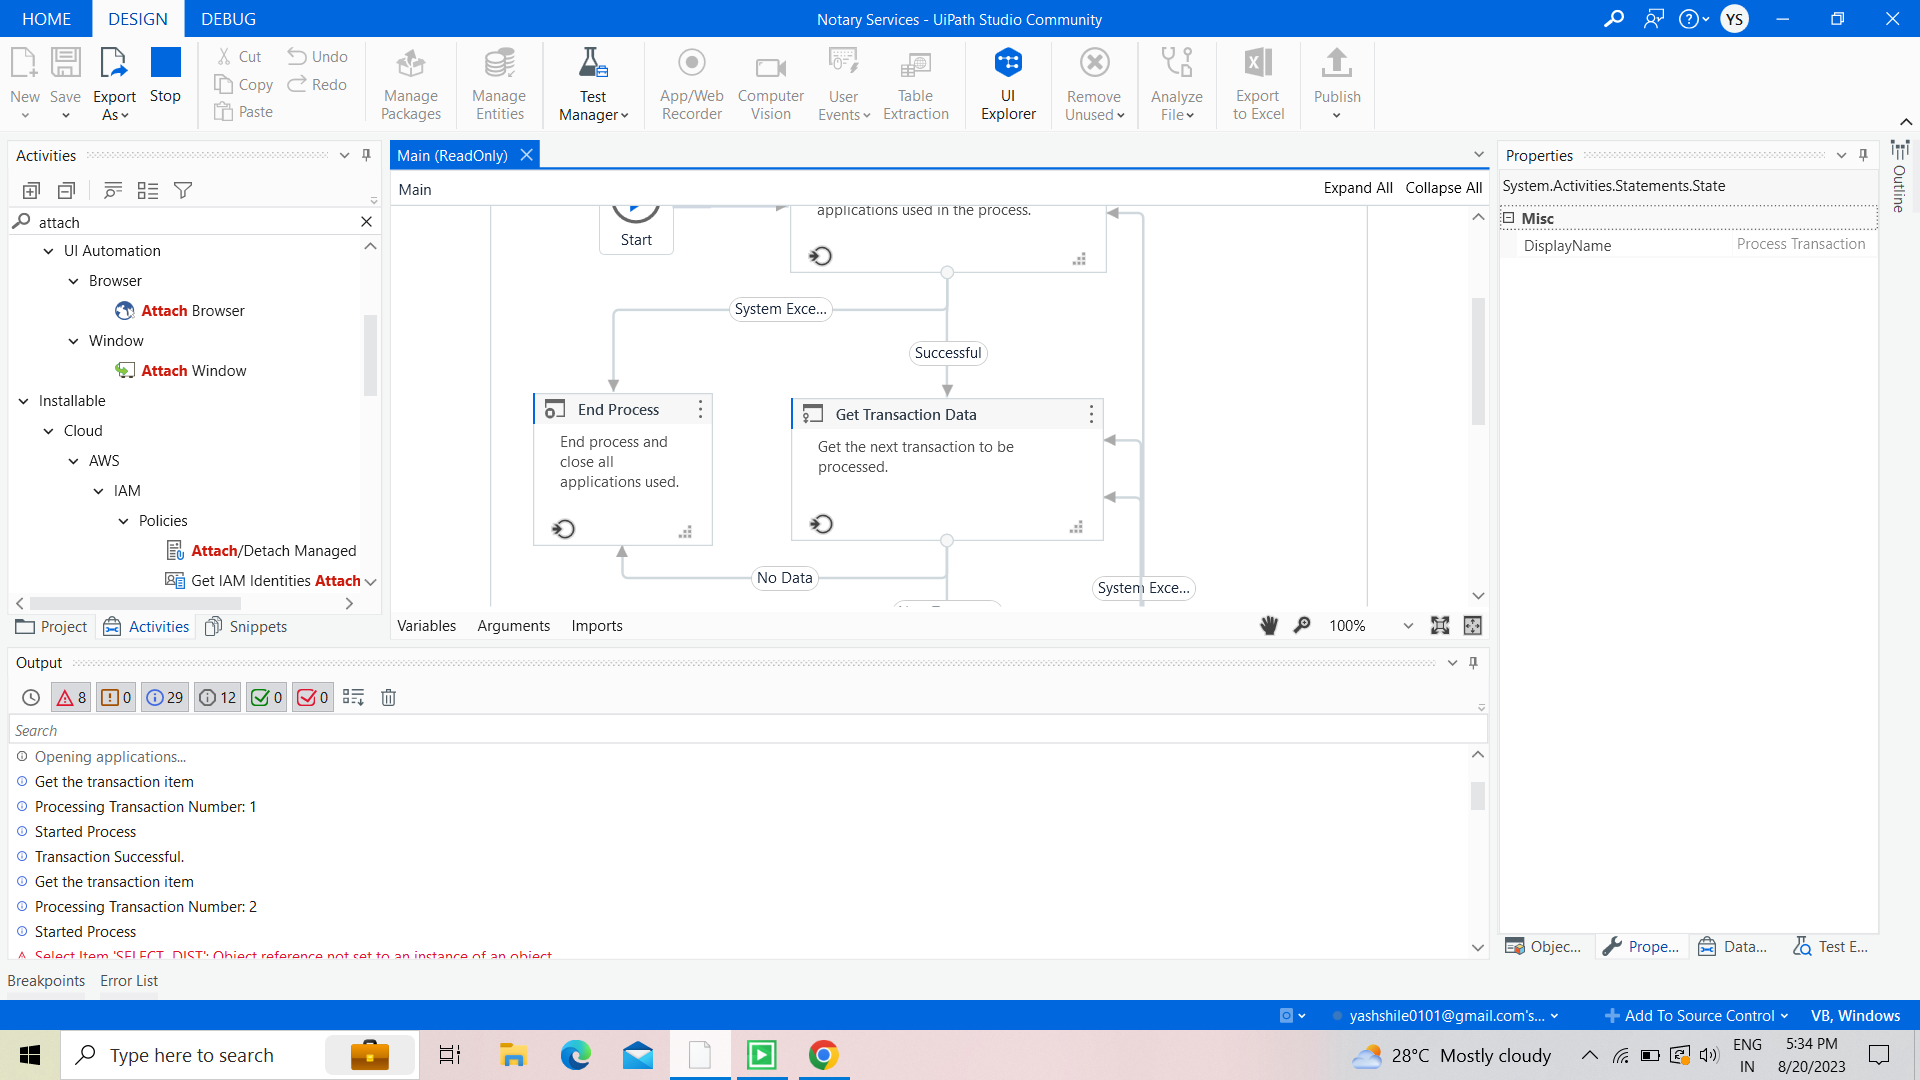 HOME DESIGN DEBUG Notary Services - UiPath Studio Community YS
New Save Export As Stop
Cut Copy Paste Undo Redo
Manage Packages
Manage Entities
Test Manager
App/Web Recorder
Computer Vision
User Events
Table Extraction
UI Explorer
Remove Unused
Analyze File
Export to Excel
Publish
Activities
attach
UI Automation
Browser
Attach Browser
Window
Attach Window
Installable
Cloud
AWS
IAM
Policies
Attach/Detach Managed
Get IAM Identities Attach
Project Activities Snippets
Main (ReadOnly)
Main Expand All Collapse All
Start
applications used in the process.
System Exce...
Successful
End Process
End process and
close all
applications used.
Get Transaction Data
Get the next transaction to be
processed.
No Data
System Exce...
Variables Arguments Imports 100%
Properties
System.Activities.Statements.State
Misc
DisplayName Process Transaction
Outline
Objec... Prope... Data... Test E...
Output
8 0 29 12 0 0
Search
Opening applications...
Get the transaction item
Processing Transaction Number: 1
Started Process
Transaction Successful.
Get the transaction item
Processing Transaction Number: 2
Started Process
Select Item 'SELECT_DIST': Object reference not set to an instance of an object
Breakpoints Error List
yashshile0101@gmail.com's... Add To Source Control VB, Windows
Type here to search
28°C Mostly cloudy
ENG
IN
5:34 PM
8/20/2023